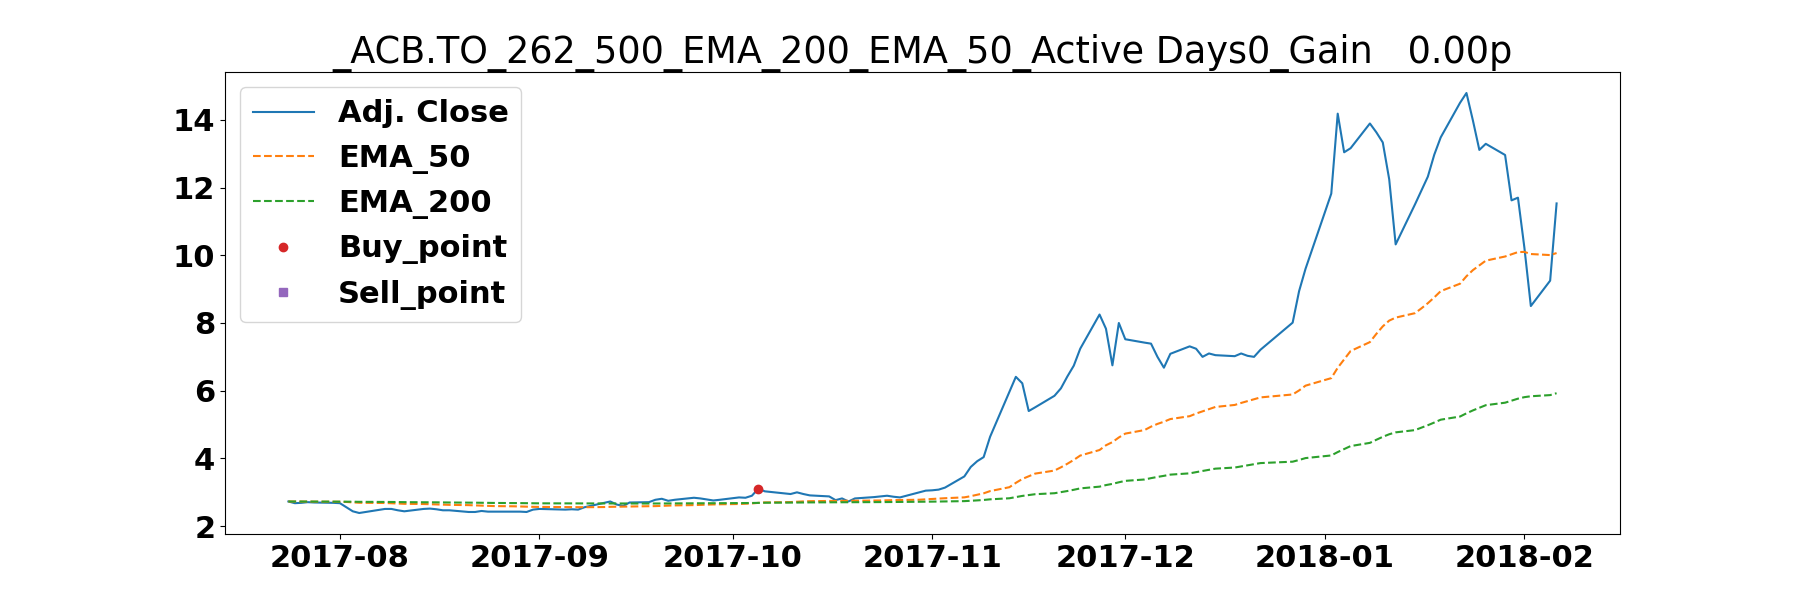 _ACB.TO_262_500_EMA_200_EMA_50_Active Days0_Gain   0.00p
Adj. Close
EMA_50
EMA_200
Buy_point
Sell_point
14
12
10
8
6
4
2
2017-08 2017-09 2017-10 2017-11 2017-12 2018-01 2018-02